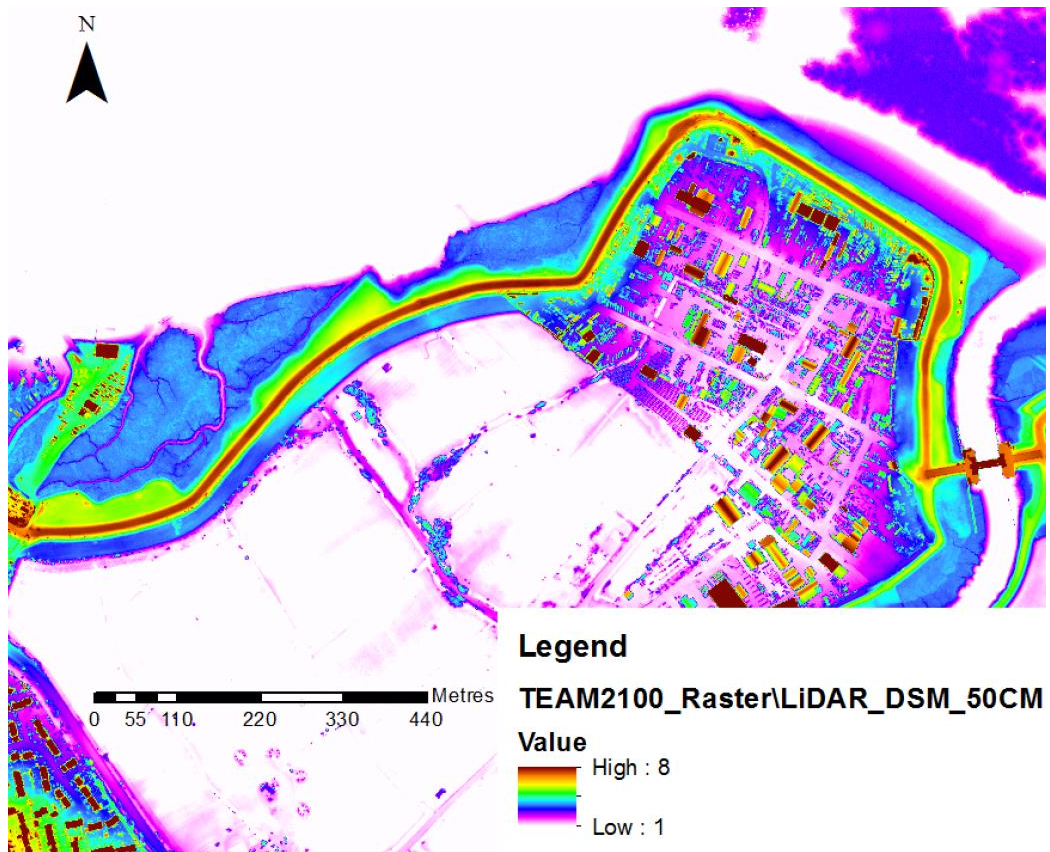 N
Metres
0 55 110 220 330 440
Legend
TEAM2100_Raster\LiDAR_DSM_50CM
Value
High : 8
Low : 1